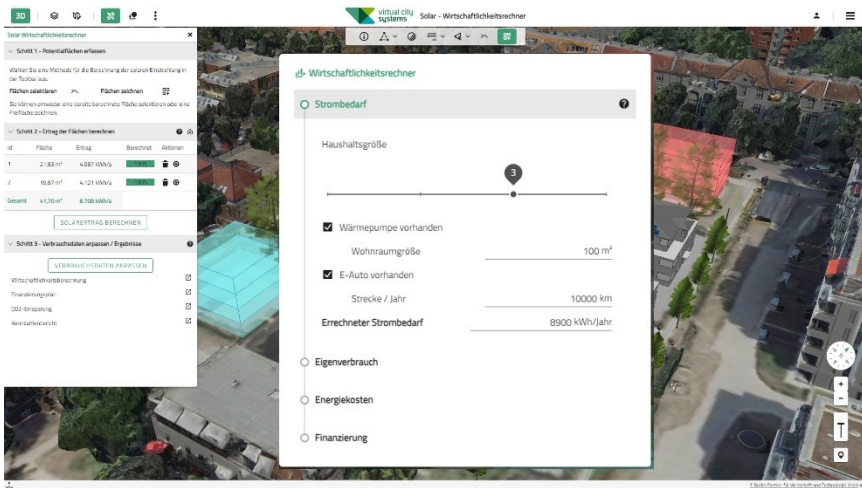 3D
virtual city
systems
Solar - Wirtschaftlichkeitsrechner
Solar Wirtschaftlichkeitsrechner
Schritt 1 - Potentialflächen erfassen
Wählen Sie eine Methode für die Berechnung der solaren Einstrahlung in
der Toolbar aus.
Flächen selektieren
Flächen zeichnen
Sie können entweder eine bereits berechnete Fläche selektieren oder eine
Freifläche zeichnen.
Schritt 2 - Ertrag der Flächen berechnen
Id Fläche Ertrag Berechnet Aktionen
1 21,83 m² 4.587 kWh/a 100%
2 19,87 m² 4.121 kWh/a 100%
Gesamt 41,70 m² 8.708 kWh/a
SOLARERTRAG BERECHNEN
Schritt 3 - Verbrauchsdaten anpassen / Ergebnisse
VERBRAUCHSDATEN ANPASSEN
Wirtschaftlichkeitsberechnung
Finanzierungsplan
CO2-Einsparung
Kennzahlenbericht
Wirtschaftlichkeitsrechner
Strombedarf
Haushaltsgröße
3
Wärmepumpe vorhanden
Wohnraumgröße 100 m²
E-Auto vorhanden
Strecke / Jahr 10000 km
Errechneter Strombedarf 8900 kWh/Jahr
Eigenverbrauch
Energiekosten
Finanzierung